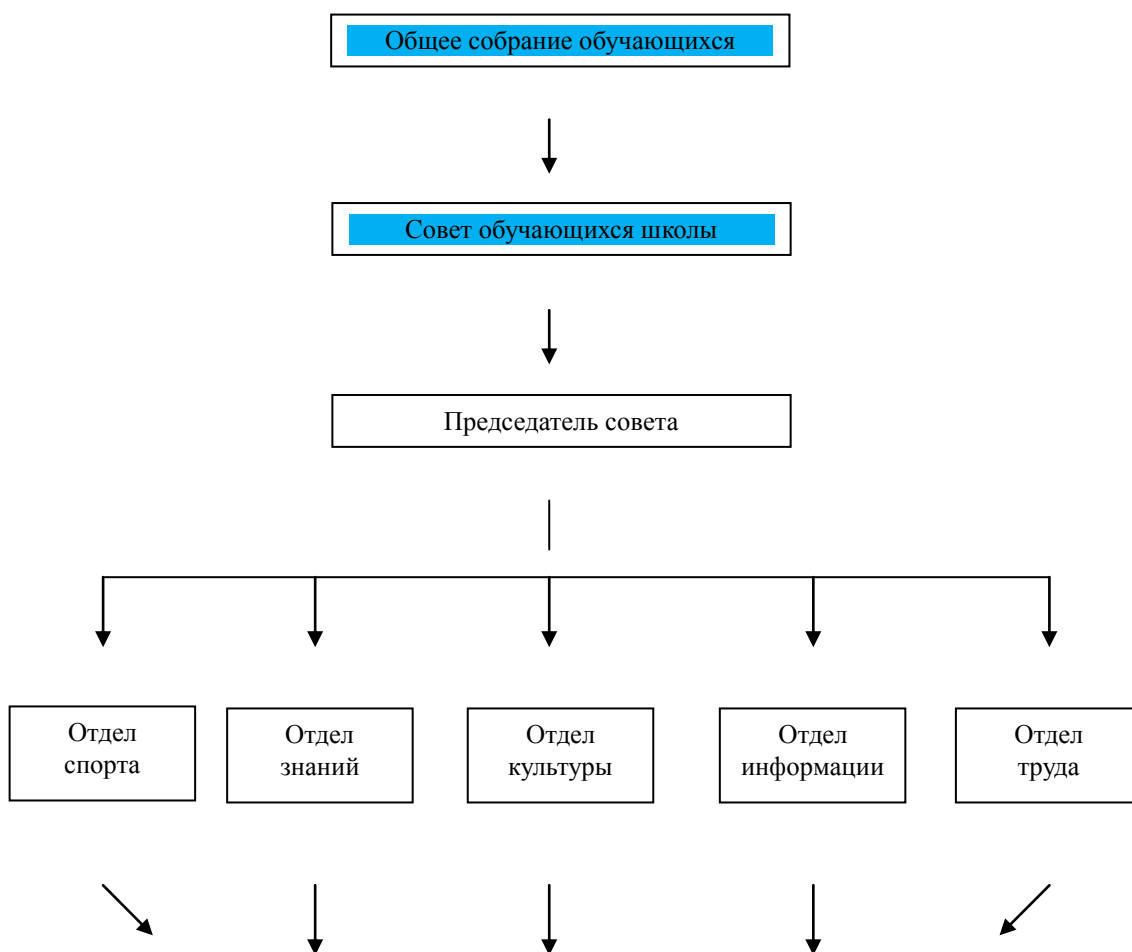 Общее собрание обучающихся
Совет обучающихся школы
Председатель совета
Отдел
спорта
Отдел
знаний
Отдел
культуры
Отдел
информации
Отдел
труда